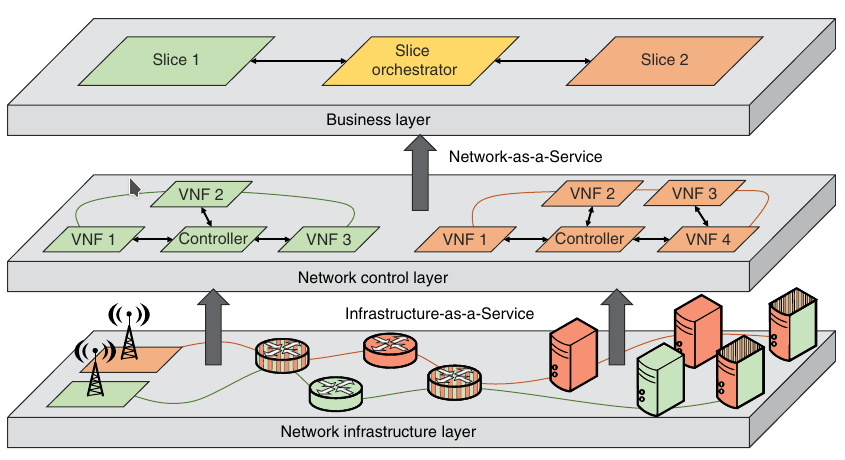 Slice 1
Slice
orchestrator
Slice 2
Business layer
Network-as-a-Service
VNF 2
VNF 1
Controller
VNF 3
VNF 2
VNF 3
VNF 1
Controller
VNF 4
Network control layer
Infrastructure-as-a-Service
Network infrastructure layer